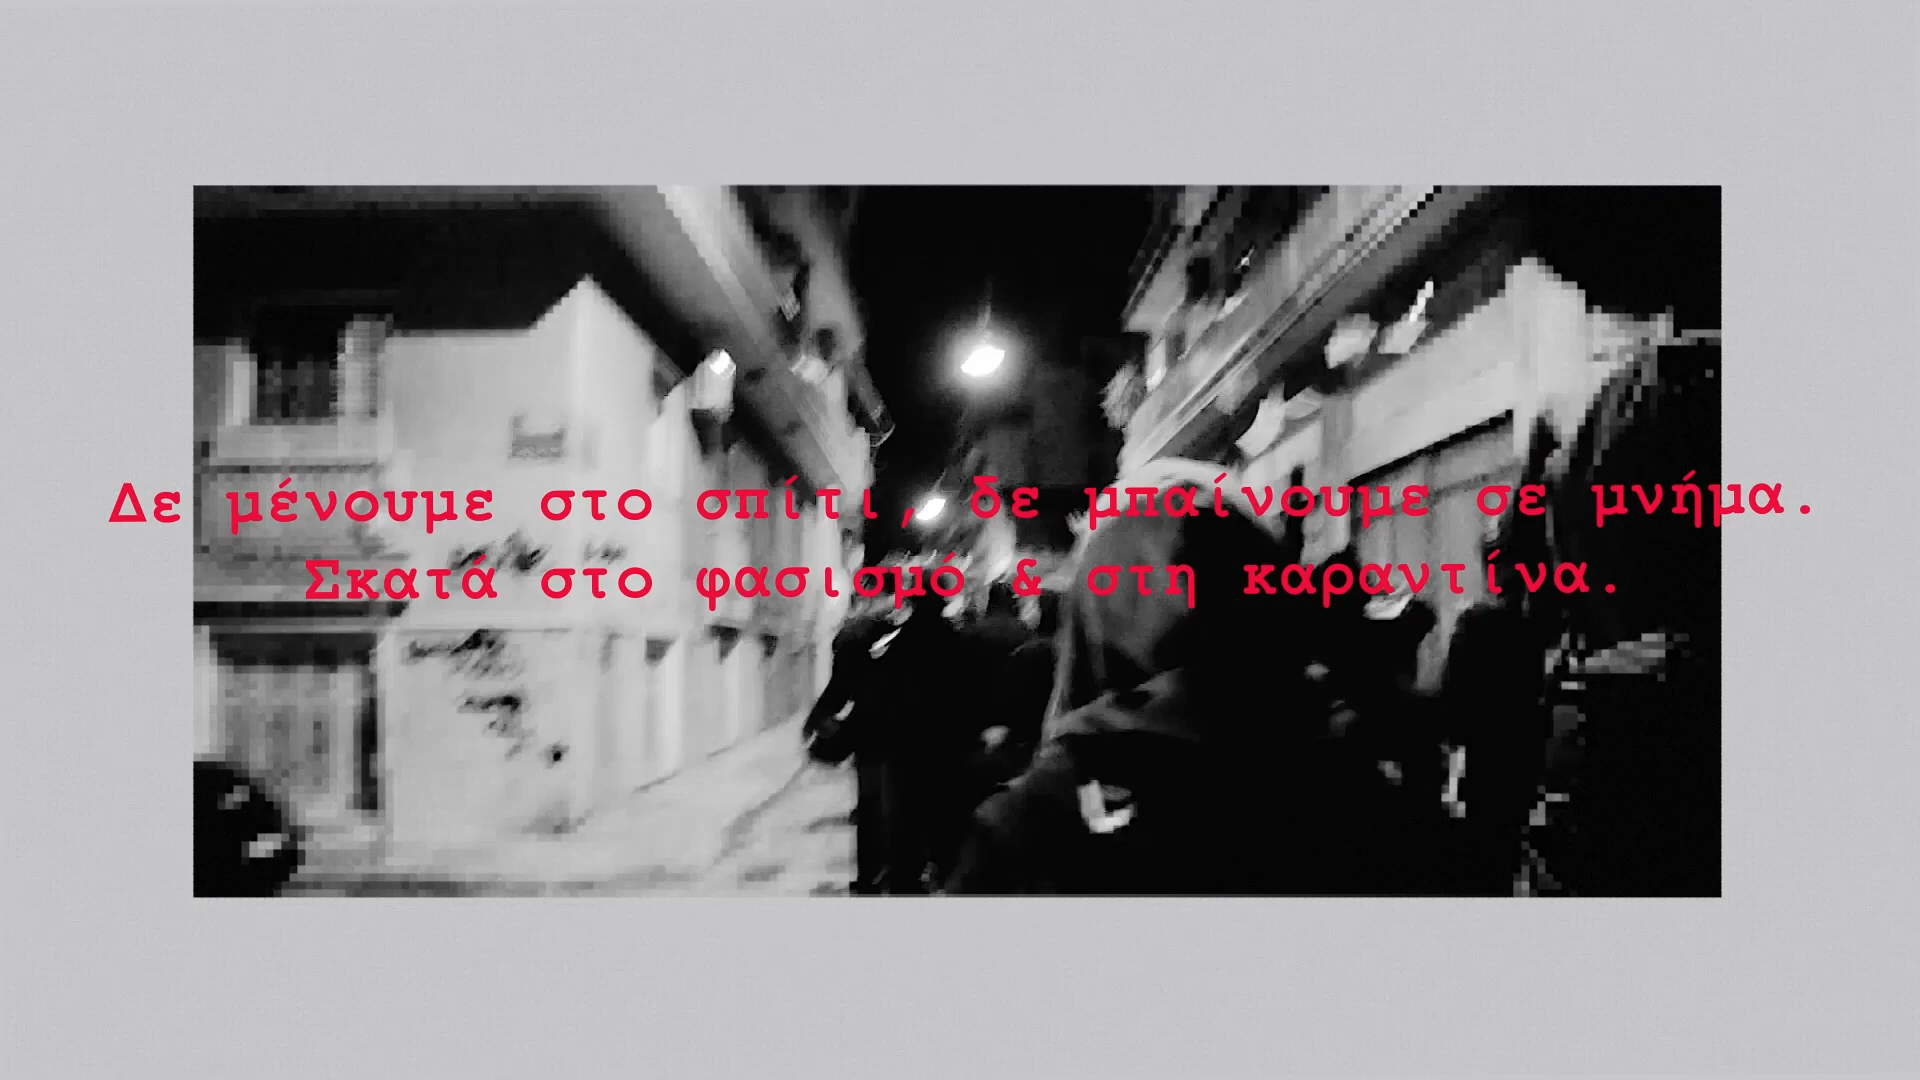 Δε μένουμε στο σπίτι, δε μπαίνουμε σε μνήμα.
Σκατά στο φασισμό & στη καραντίνα.